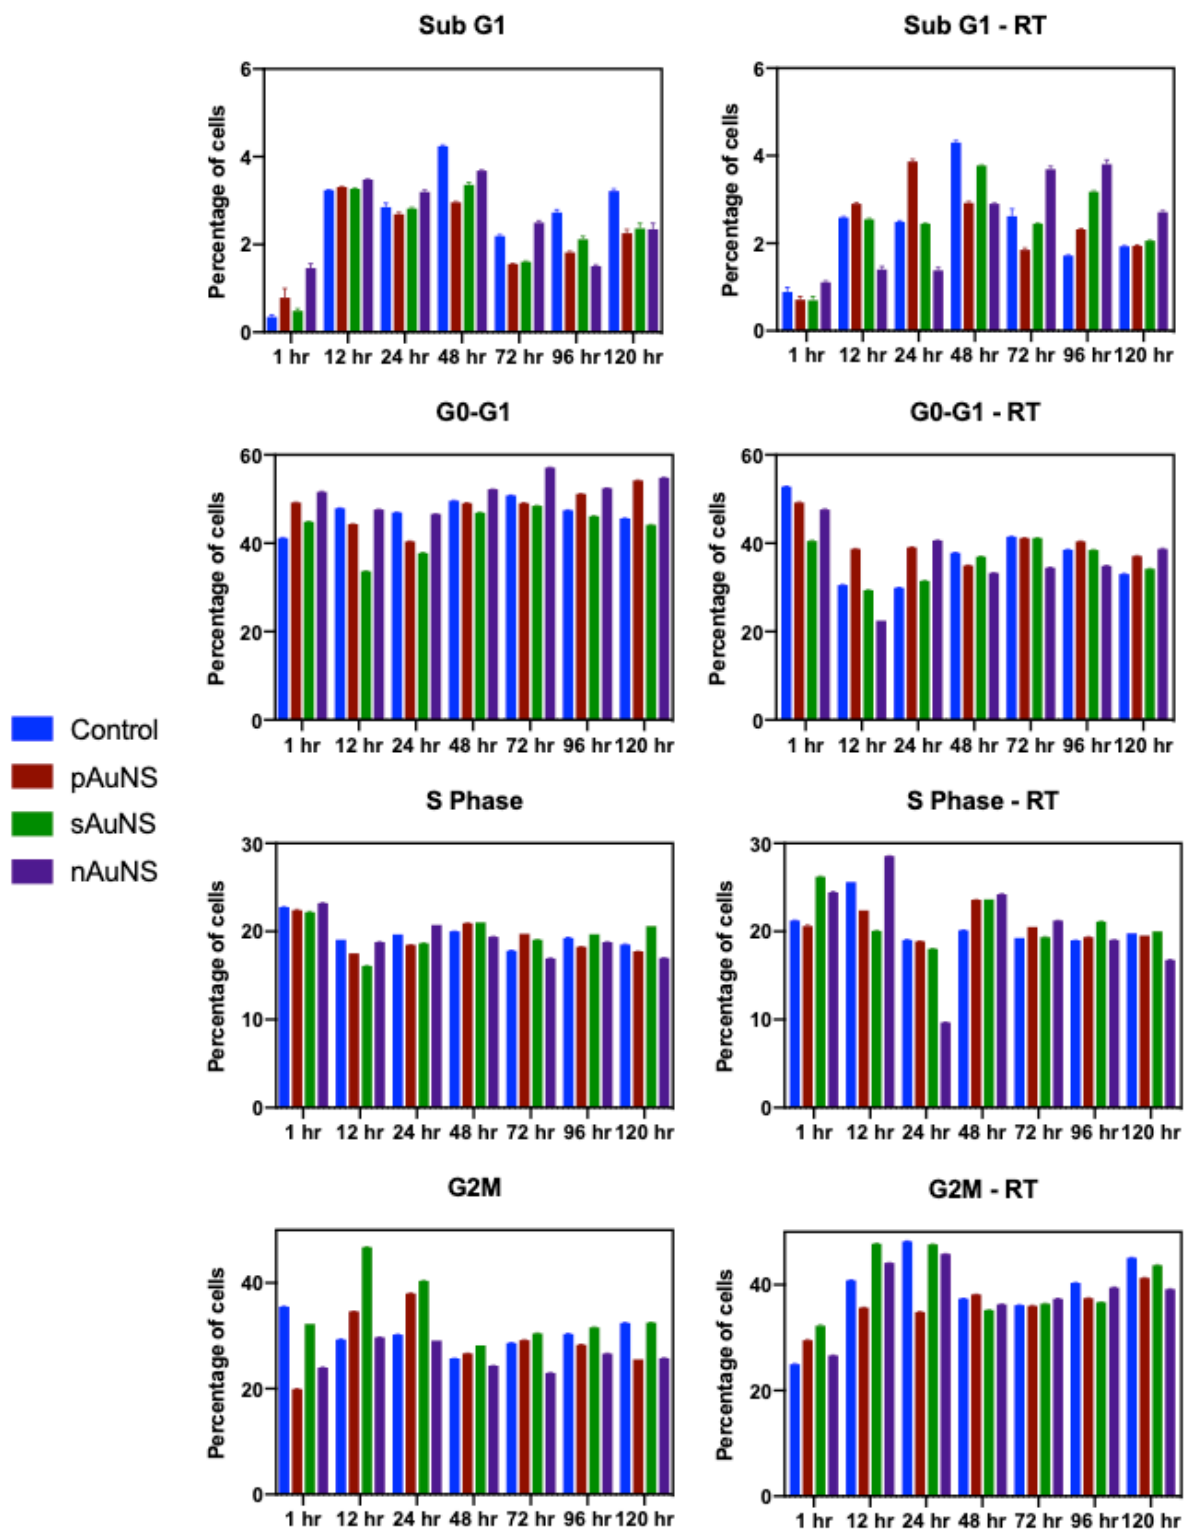 Sub G1
Sub G1 - RT
6
4
2
0
Percentage of cells
1 hr 12 hr 24 hr 48 hr 72 hr 96 hr 120 hr
6
4
2
0
Percentage of cells
1 hr 12 hr 24 hr 48 hr 72 hr 96 hr 120 hr
G0-G1
G0-G1 - RT
60
40
20
0
Percentage of cells
1 hr 12 hr 24 hr 48 hr 72 hr 96 hr 120 hr
60
40
20
0
Percentage of cells
1 hr 12 hr 24 hr 48 hr 72 hr 96 hr 120 hr
Control
pAuNS
sAuNS
nAuNS
S Phase
S Phase - RT
30
20
10
0
Percentage of cells
1 hr 12 hr 24 hr 48 hr 72 hr 96 hr 120 hr
30
20
10
0
Percentage of cells
1 hr 12 hr 24 hr 48 hr 72 hr 96 hr 120 hr
G2M
G2M - RT
40
20
0
Percentage of cells
1 hr 12 hr 24 hr 48 hr 72 hr 96 hr 120 hr
40
20
0
Percentage of cells
1 hr 12 hr 24 hr 48 hr 72 hr 96 hr 120 hr